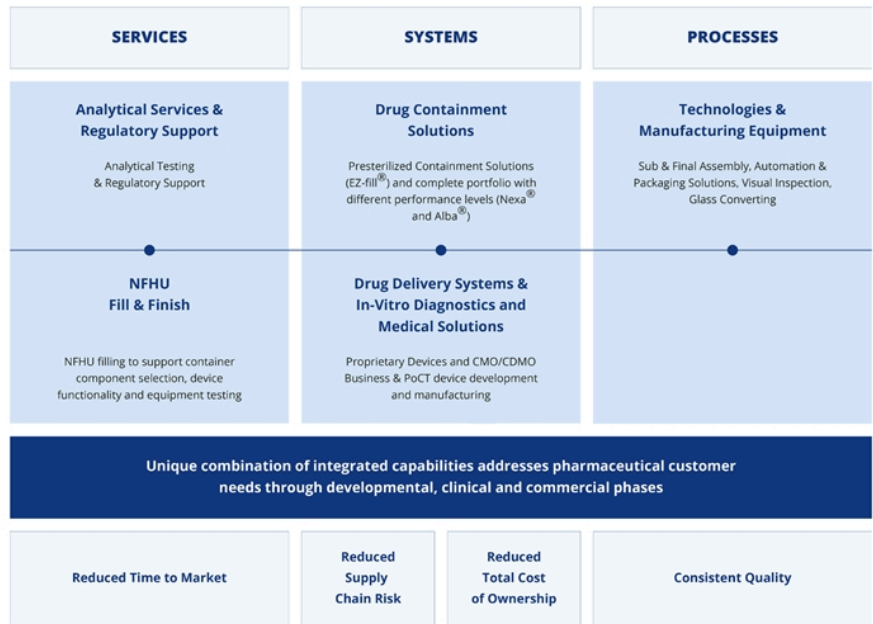 SERVICES
SYSTEMS
PROCESSES
Analytical Services &
Regulatory Support
Analytical Testing
& Regulatory Support
Drug Containment
Solutions
Presterilized Containment Solutions
(EZ-fill®) and complete portfolio with
different performance levels (Nexa®
and Alba®)
Technologies &
Manufacturing Equipment
Sub & Final Assembly, Automation &
Packaging Solutions, Visual Inspection,
Glass Converting
NFHU
Fill & Finish
NFHU filling to support container
component selection, device
functionality and equipment testing
Drug Delivery Systems &
In-Vitro Diagnostics and
Medical Solutions
Proprietary Devices and CMO/CDMO
Business & PoCT device development
and manufacturing
Unique combination of integrated capabilities addresses pharmaceutical customer
needs through developmental, clinical and commercial phases
Reduced Time to Market
Reduced
Supply
Chain Risk
Reduced
Total Cost
of Ownership
Consistent Quality